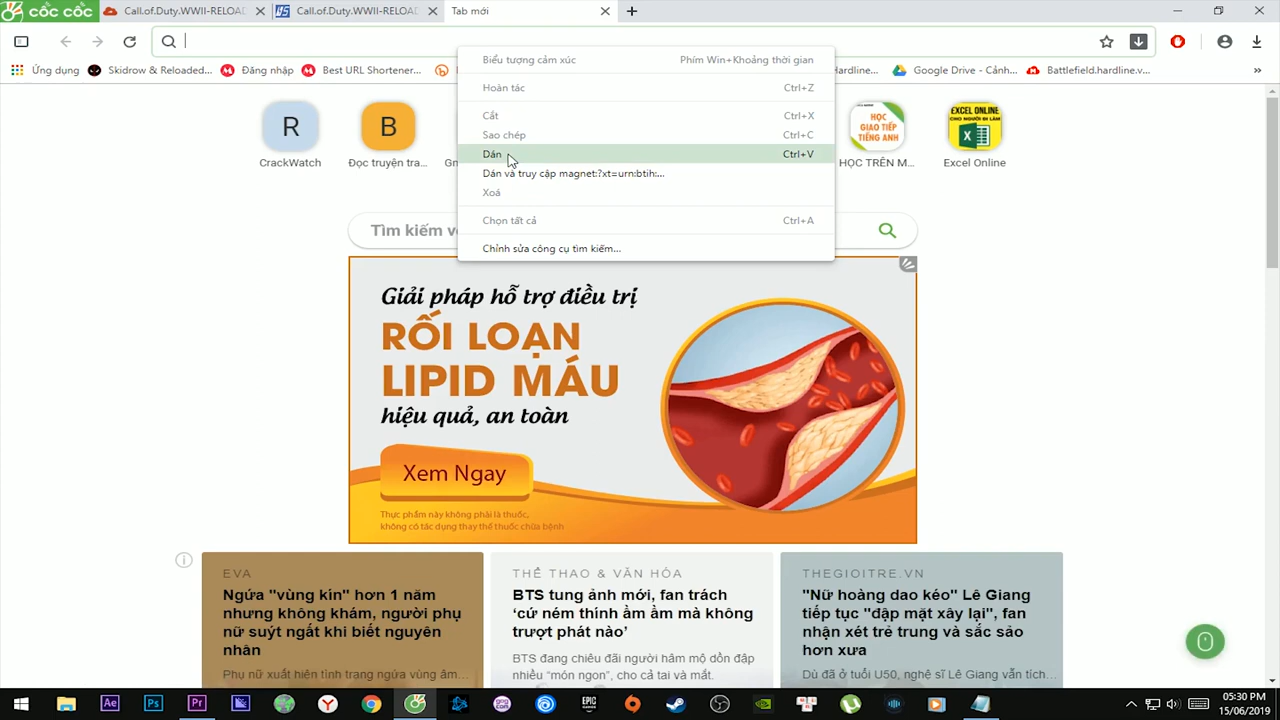 cốc cốc
Call.of.Duty.WWII-RELOAD
Call.of.Duty.WWII-RELOAD
Tab mới
Ứng dụng
Skidrow & Reloaded...
Đăng nhập
Best URL Shortener...
Hardline...
Google Drive - Cảnh...
Battlefield.hardline.v...
Biểu tượng cảm xúc Phím Win+Khoảng thời gian
Hoàn tác Ctrl+Z
Cắt Ctrl+X
Sao chép Ctrl+C
Dán Ctrl+V
Dán và truy cập magnet:?xt=urn:btih:...
Xoá
Chọn tất cả Ctrl+A
Chỉnh sửa công cụ tìm kiếm...
R
B
HỌC
GIAO TIẾP
TIẾNG ANH
EXCEL ONLINE
CHO NGƯỜI ĐI LÀM
CrackWatch
Đọc truyện tra...
HỌC TRÊN M...
Excel Online
Giải pháp hỗ trợ điều trị
RỐI LOẠN
LIPID MÁU
hiệu quả, an toàn
Xem Ngay
Thực phẩm này không phải là thuốc,
không có tác dụng thay thế thuốc chữa bệnh
EVA
Ngứa "vùng kín" hơn 1 năm
nhưng không khám, người phụ
nữ suýt ngất khi biết nguyên
nhân
Phụ nữ xuất hiện tình trạng ngứa vùng âm...
THỂ THAO & VĂN HÓA
BTS tung ảnh mới, fan trách
‘cứ ném thính ầm ầm mà không
trượt phát nào’
BTS đang chiêu đãi người hâm mộ dồn dập
nhiều “món ngon”, cho cả tai và mắt.
THEGIOITRE.VN
"Nữ hoàng dao kéo" Lê Giang
tiếp tục "đập mặt xây lại", fan
nhận xét trẻ trung và sắc sảo
hơn xưa
Dù đã ở tuổi U50, nghệ sĩ Lê Giang vẫn tích...
Ae
Ps
Pr
EPIC
GAMES
05:30 PM
15/06/2019